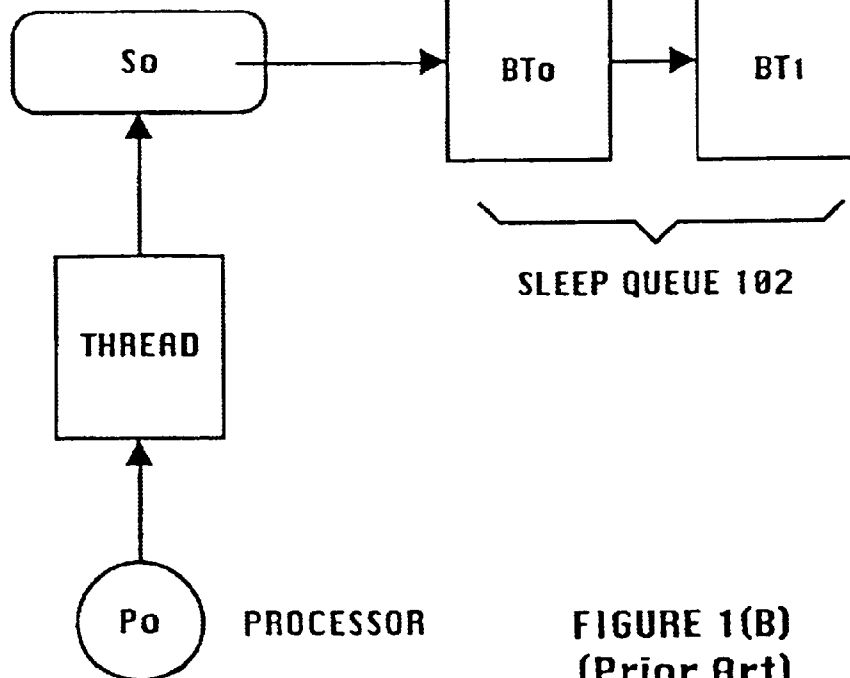 So
BTo
BT1
SLEEP QUEUE 102
THREAD
Po
PROCESSOR
FIGURE 1(B)
(Prior Art)